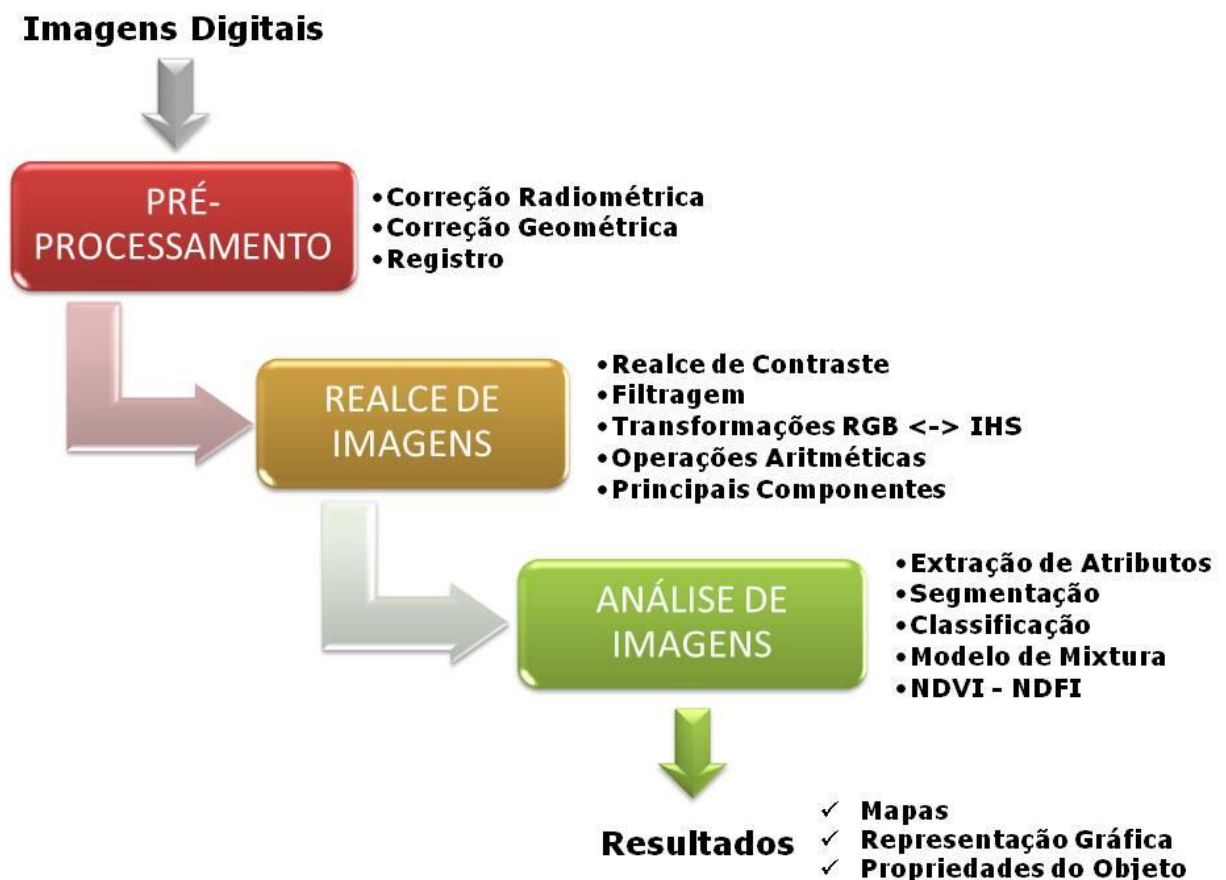 Imagens Digitais
PRÉ-
PROCESSAMENTO
•Correção Radiométrica
•Correção Geométrica
•Registro
REALCE DE
IMAGENS
•Realce de Contraste
•Filtragem
•Transformações RGB <-> IHS
•Operações Aritméticas
•Principais Componentes
ANÁLISE DE
IMAGENS
•Extração de Atributos
•Segmentação
•Classificação
•Modelo de Mixtura
•NDVI - NDFI
Resultados
✓ Mapas
✓ Representação Gráfica
✓ Propriedades do Objeto